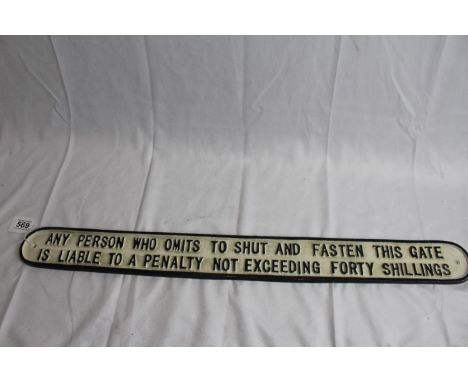 569
ANY PERSON WHO OMITS TO SHUT AND FASTEN THIS GATE
IS LIABLE TO A PENALTY NOT EXCEEDING FORTY SHILLINGS